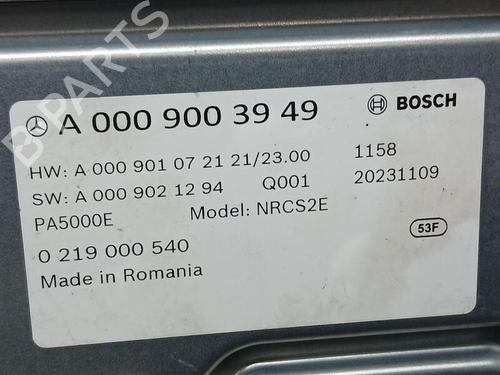 A 000 900 39 49
BOSCH
HW: A 000 901 07 21 21/23.00 1158
SW: A 000 902 12 94 Q001 20231109
PA5000E Model: NRCS2E
0 219 000 540 53F
Made in Romania
B-PARTS